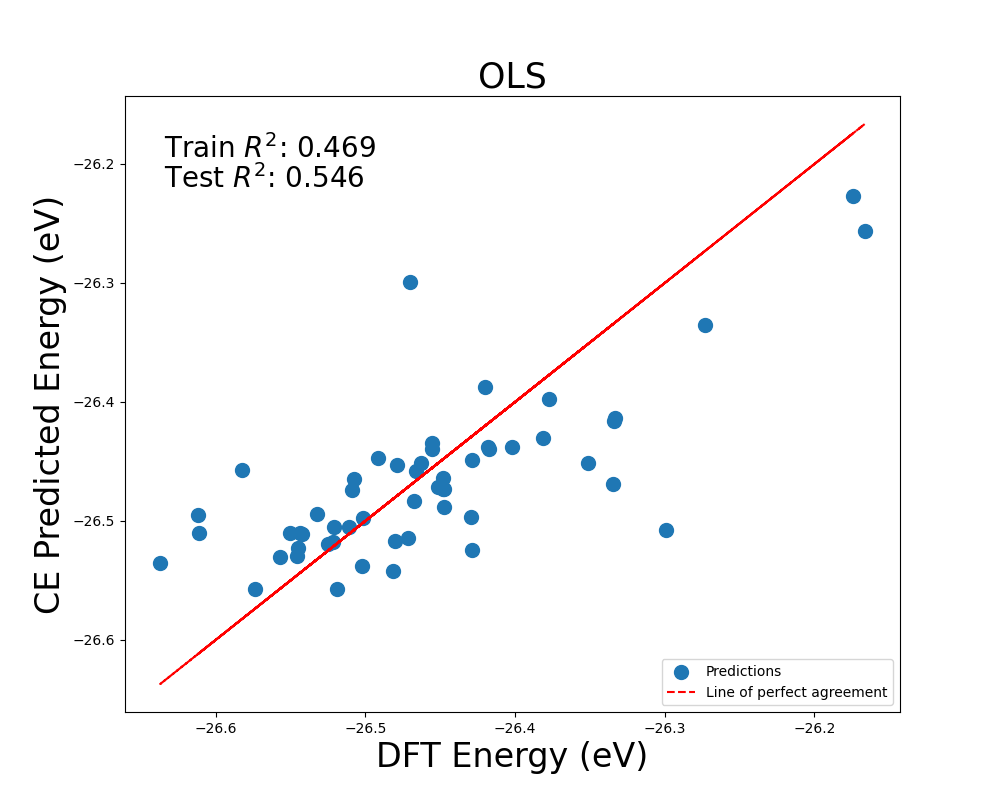 OLS
Train R²: 0.469
Test R²: 0.546
CE Predicted Energy (eV)
−26.2
−26.3
−26.4
−26.5
−26.6
Predictions
Line of perfect agreement
−26.6 −26.5 −26.4 −26.3 −26.2
DFT Energy (eV)